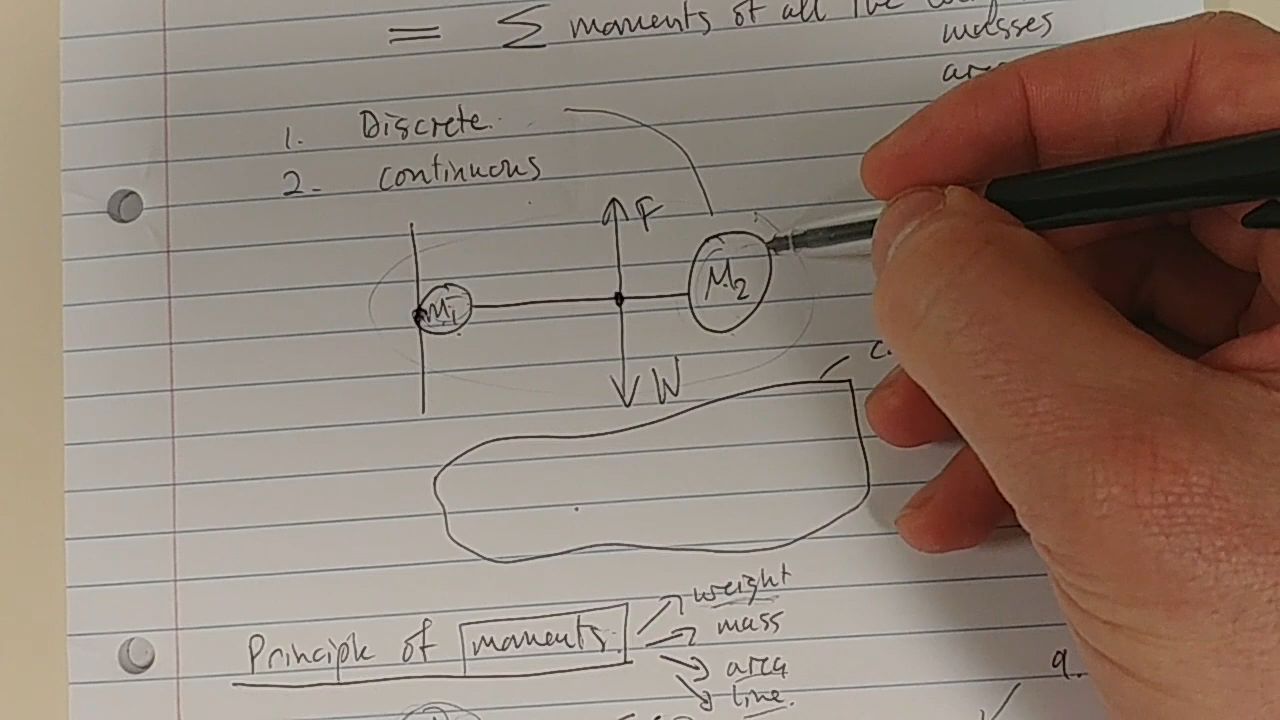 = Σ moments of all the
masses
1. Discrete.
2. continuous
F
M1
M2
W
c.
weight
Principle of moments.
mass
area
line.
q.